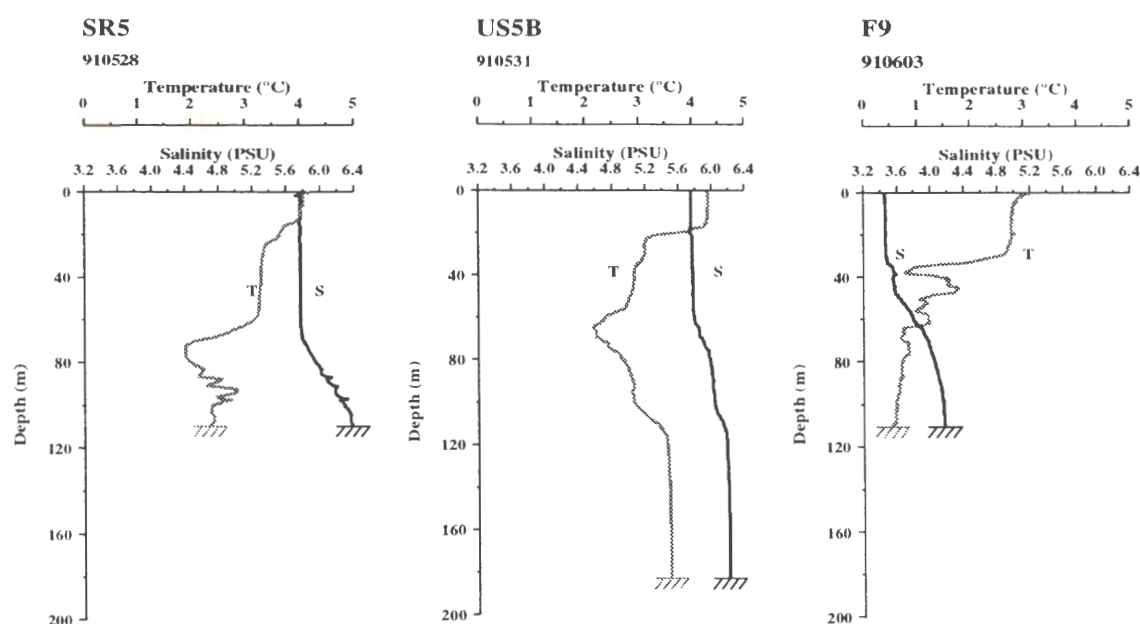 SR5
910528
Temperature (°C)
0 1 2 3 4 5
Salinity (PSU)
3.2 3.6 4.0 4.4 4.8 5.2 5.6 6.0 6.4
0
40
80
120
160
200
Depth (m)
T
S
US5B
910531
Temperature (°C)
0 1 2 3 4 5
Salinity (PSU)
3.2 3.6 4.0 4.4 4.8 5.2 5.6 6.0 6.4
0
40
80
120
160
200
Depth (m)
T
S
F9
910603
Temperature (°C)
0 1 2 3 4 5
Salinity (PSU)
3.2 3.6 4.0 4.4 4.8 5.2 5.6 6.0 6.4
0
40
80
120
160
200
Depth (m)
S
T